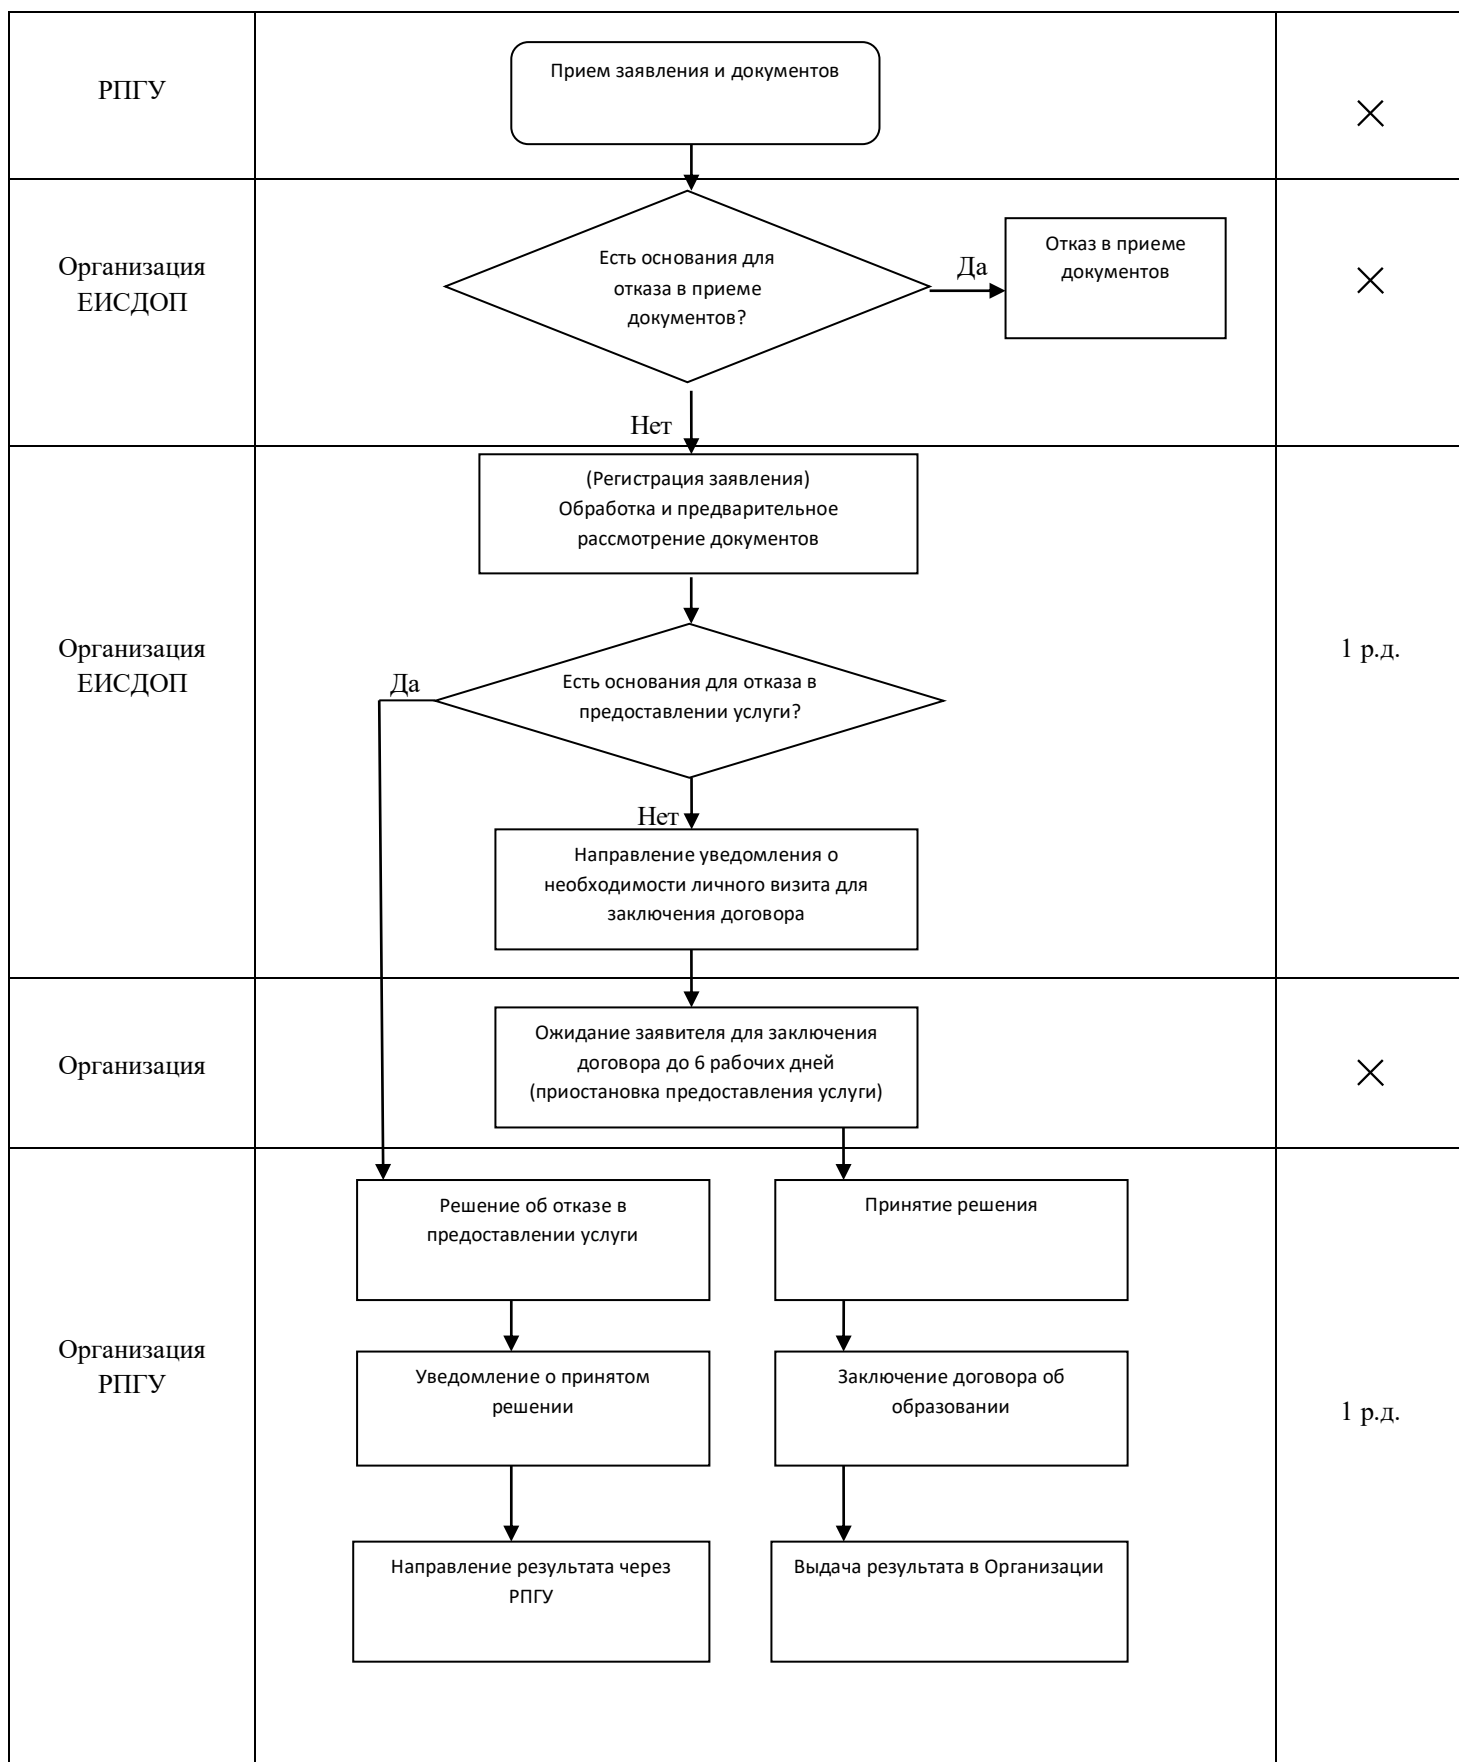 РПГУ
Прием заявления и документов
Организация
ЕИСДОП
Есть основания для
отказа в приеме
документов?
Да
Отказ в приеме
документов
Нет
Организация
ЕИСДОП
(Регистрация заявления)
Обработка и предварительное
рассмотрение документов
1 р.д.
Да
Есть основания для отказа в
предоставлении услуги?
Нет
Направление уведомления о
необходимости личного визита для
заключения договора
Организация
Ожидание заявителя для заключения
договора до 6 рабочих дней
(приостановка предоставления услуги)
Организация
РПГУ
Решение об отказе в
предоставлении услуги
Принятие решения
Уведомление о принятом
решении
Заключение договора об
образовании
1 р.д.
Направление результата через
РПГУ
Выдача результата в Организации